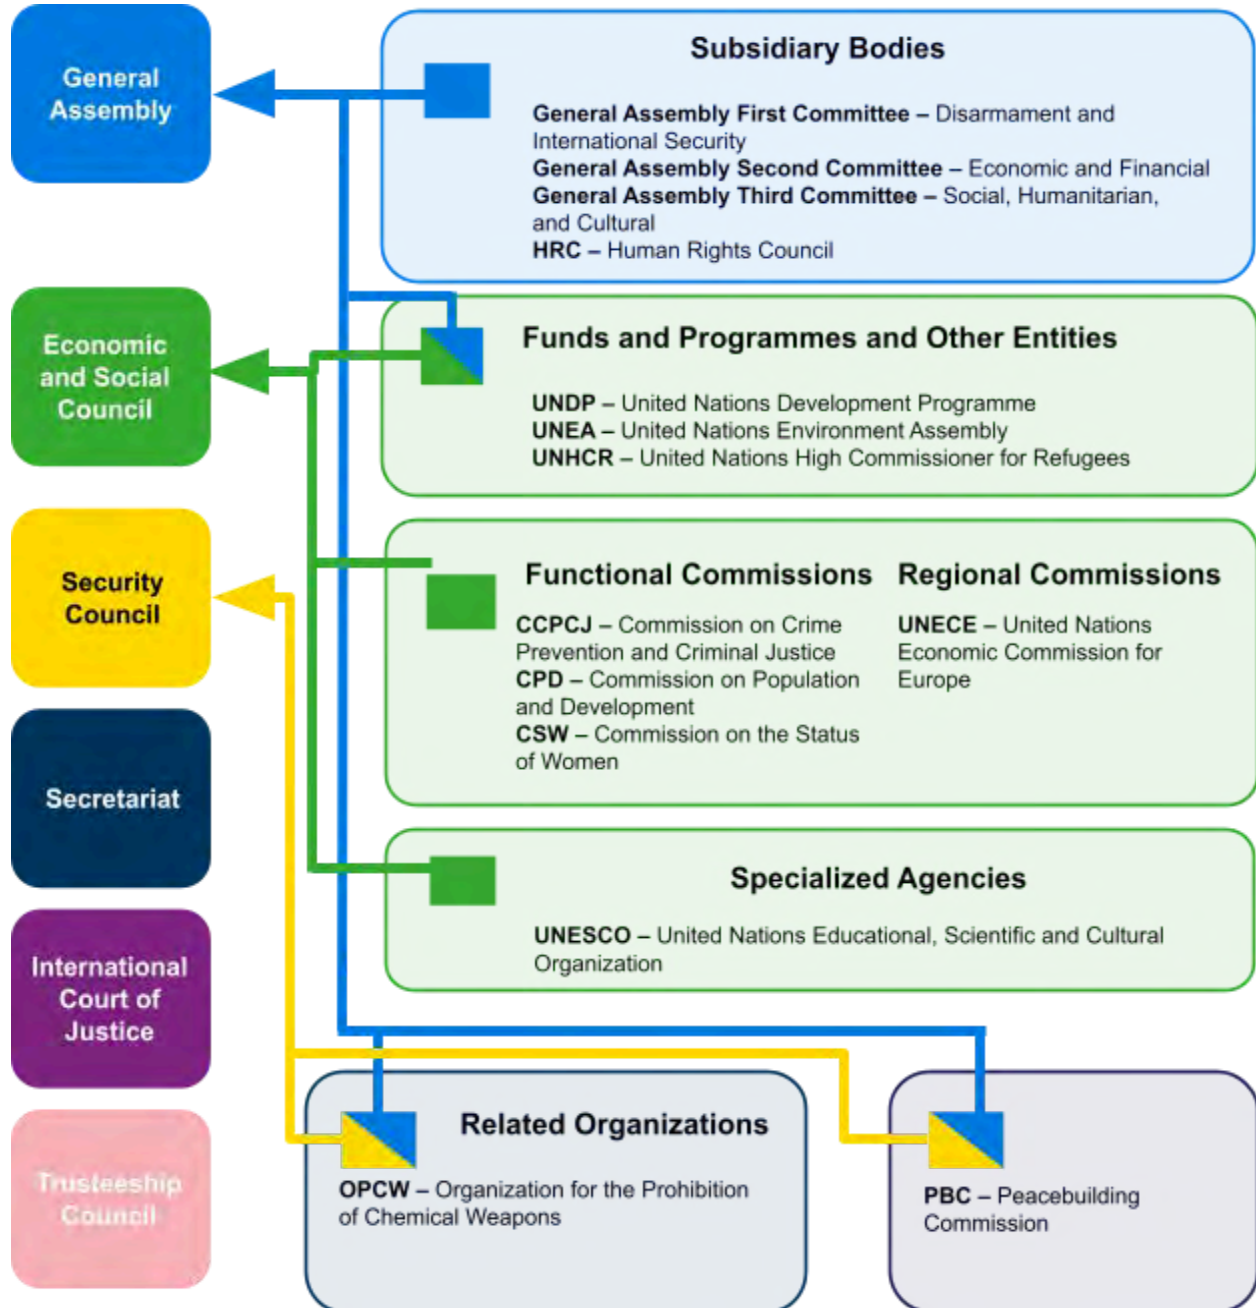 General
Assembly
Subsidiary Bodies
General Assembly First Committee – Disarmament and
International Security
General Assembly Second Committee – Economic and Financial
General Assembly Third Committee – Social, Humanitarian,
and Cultural
HRC – Human Rights Council
Economic
and Social
Council
Funds and Programmes and Other Entities
UNDP – United Nations Development Programme
UNEA – United Nations Environment Assembly
UNHCR – United Nations High Commissioner for Refugees
Security
Council
Functional Commissions
CCPCJ – Commission on Crime
Prevention and Criminal Justice
CPD – Commission on Population
and Development
CSW – Commission on the Status
of Women
Regional Commissions
UNECE – United Nations
Economic Commission for
Europe
Secretariat
Specialized Agencies
UNESCO – United Nations Educational, Scientific and Cultural
Organization
International
Court of
Justice
Trusteeship
Council
Related Organizations
OPCW – Organization for the Prohibition
of Chemical Weapons
PBC – Peacebuilding
Commission